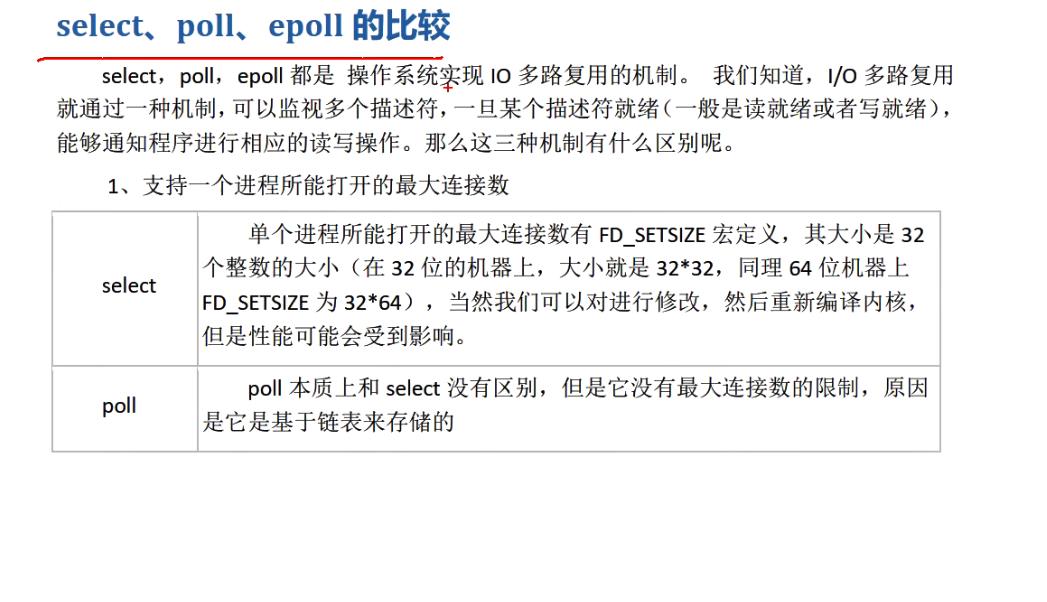 select、poll、epoll 的比较
select，poll，epoll 都是 操作系统实现 IO 多路复用的机制。 我们知道，I/O 多路复用
就通过一种机制，可以监视多个描述符，一旦某个描述符就绪（一般是读就绪或者写就绪），
能够通知程序进行相应的读写操作。那么这三种机制有什么区别呢。
1、支持一个进程所能打开的最大连接数
select
单个进程所能打开的最大连接数有 FD_SETSIZE 宏定义，其大小是 32
个整数的大小（在 32 位的机器上，大小就是 32*32，同理 64 位机器上
FD_SETSIZE 为 32*64），当然我们可以对进行修改，然后重新编译内核，
但是性能可能会受到影响。
poll
poll 本质上和 select 没有区别，但是它没有最大连接数的限制，原因
是它是基于链表来存储的